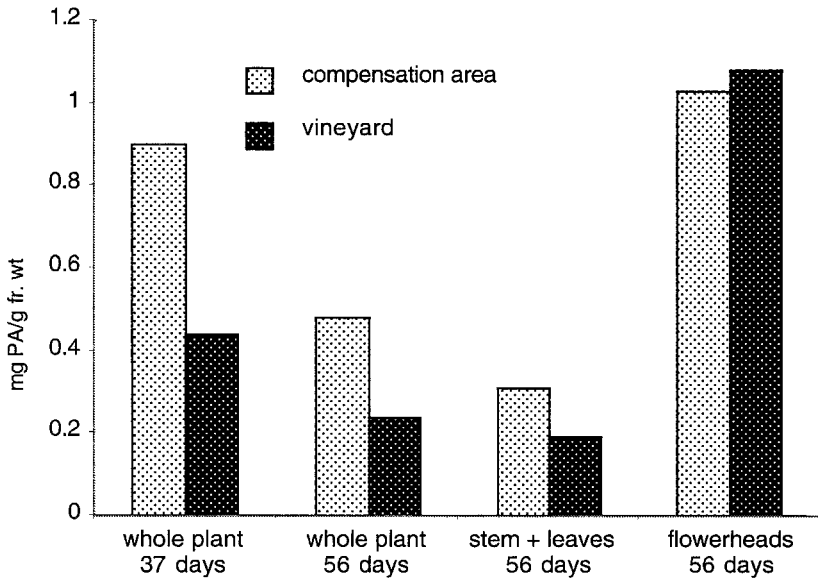 1.2
compensation area
1
vineyard
0.8
0.6
mg PA/g fr. wt
0.4
0.2
0
whole plant whole plant stem + leaves flowerheads
37 days 56 days 56 days 56 days